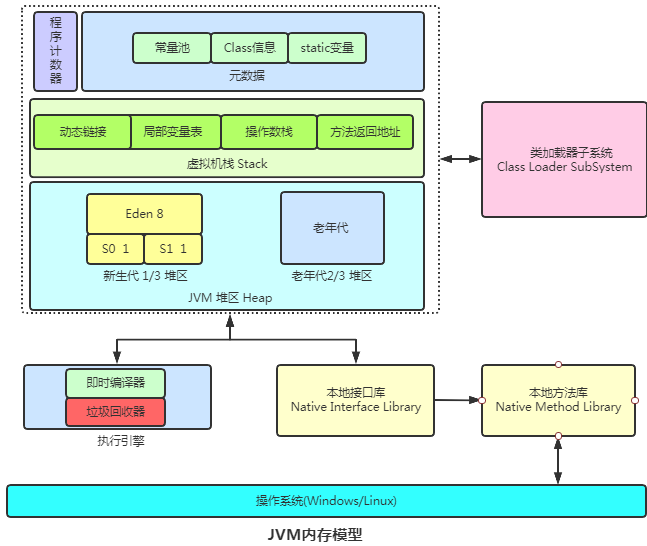 程
序
计
数
器
常量池
Class信息
static变量
元数据
动态链接
局部变量表
操作数栈
方法返回地址
虚拟机栈 Stack
类加载器子系统
Class Loader SubSystem
Eden 8
S0 1
S1 1
新生代 1/3 堆区
老年代
老年代2/3 堆区
JVM 堆区 Heap
即时编译器
垃圾回收器
执行引擎
本地接口库
Native Interface Library
本地方法库
Native Method Library
操作系统(Windows/Linux)
JVM内存模型